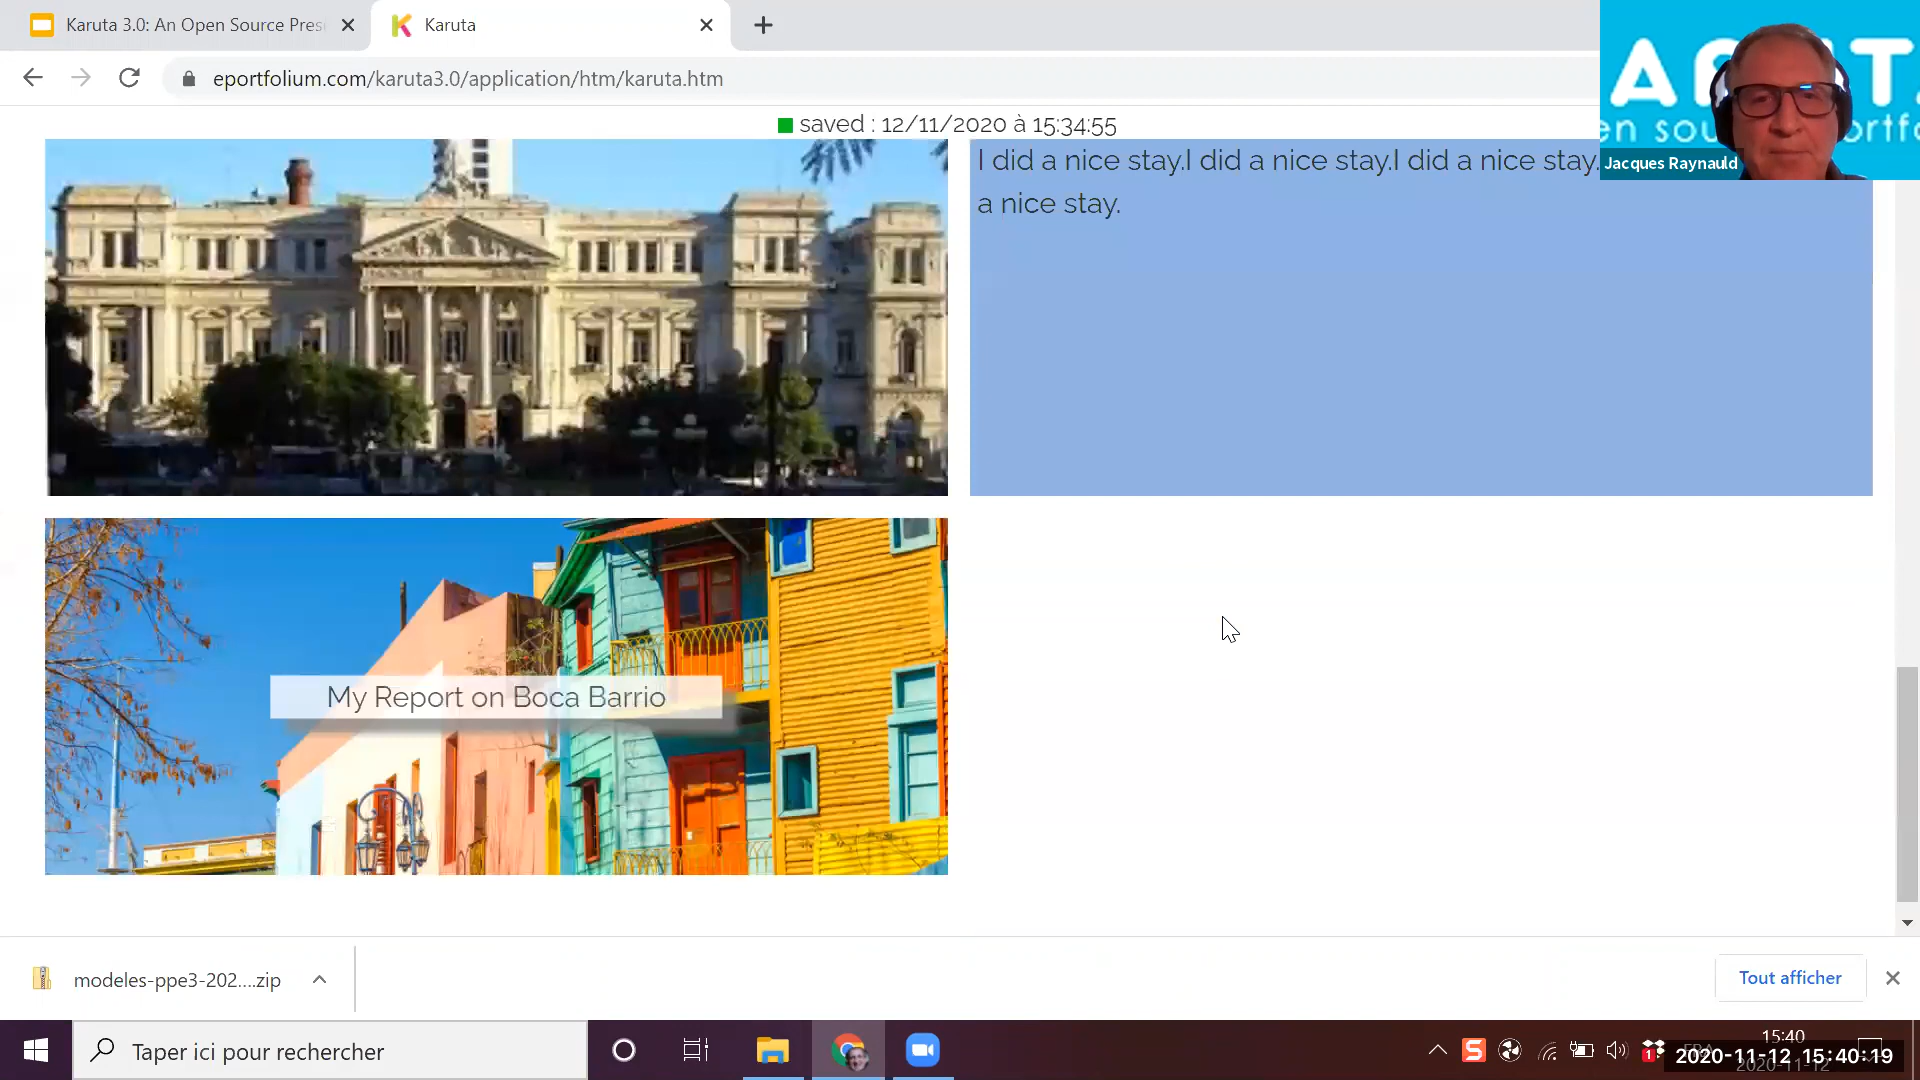 Karuta 3.0: An Open Source Pres
Karuta
eportfolium.com/karuta3.0/application/htm/karuta.htm
saved : 12/11/2020 à 15:34:55
I did a nice stay.I did a nice stay.I did a nice stay.
a nice stay.
Jacques Raynauld
My Report on Boca Barrio
modeles-ppe3-202....zip
Tout afficher
Taper ici pour rechercher
15:40
2020-11-12 15:40:19
2020-11-12